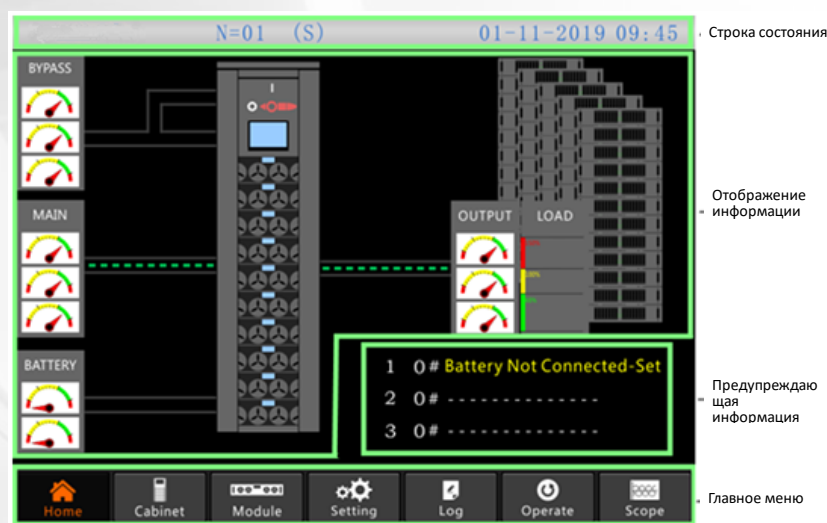 N=01 (S) 01-11-2019 09:45
Строка состояния
BYPASS
MAIN
OUTPUT LOAD
Отображение
информации
BATTERY
1 0# Battery Not Connected-Set
2 0# - - - - - - - - - - - - - -
3 0# - - - - - - - - - - - - - -
Предупреждаю
щая
информация
Home Cabinet Module Setting Log Operate Scope
Главное меню